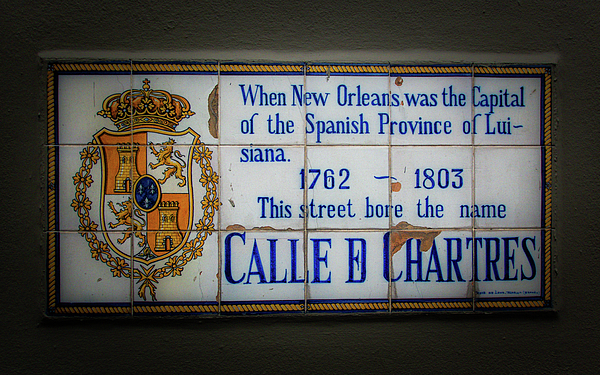 When New Orleans was the Capital
of the Spanish Province of Lui-
siana.
1762 ~ 1803
This street bore the name
CALLE D CHARTRES